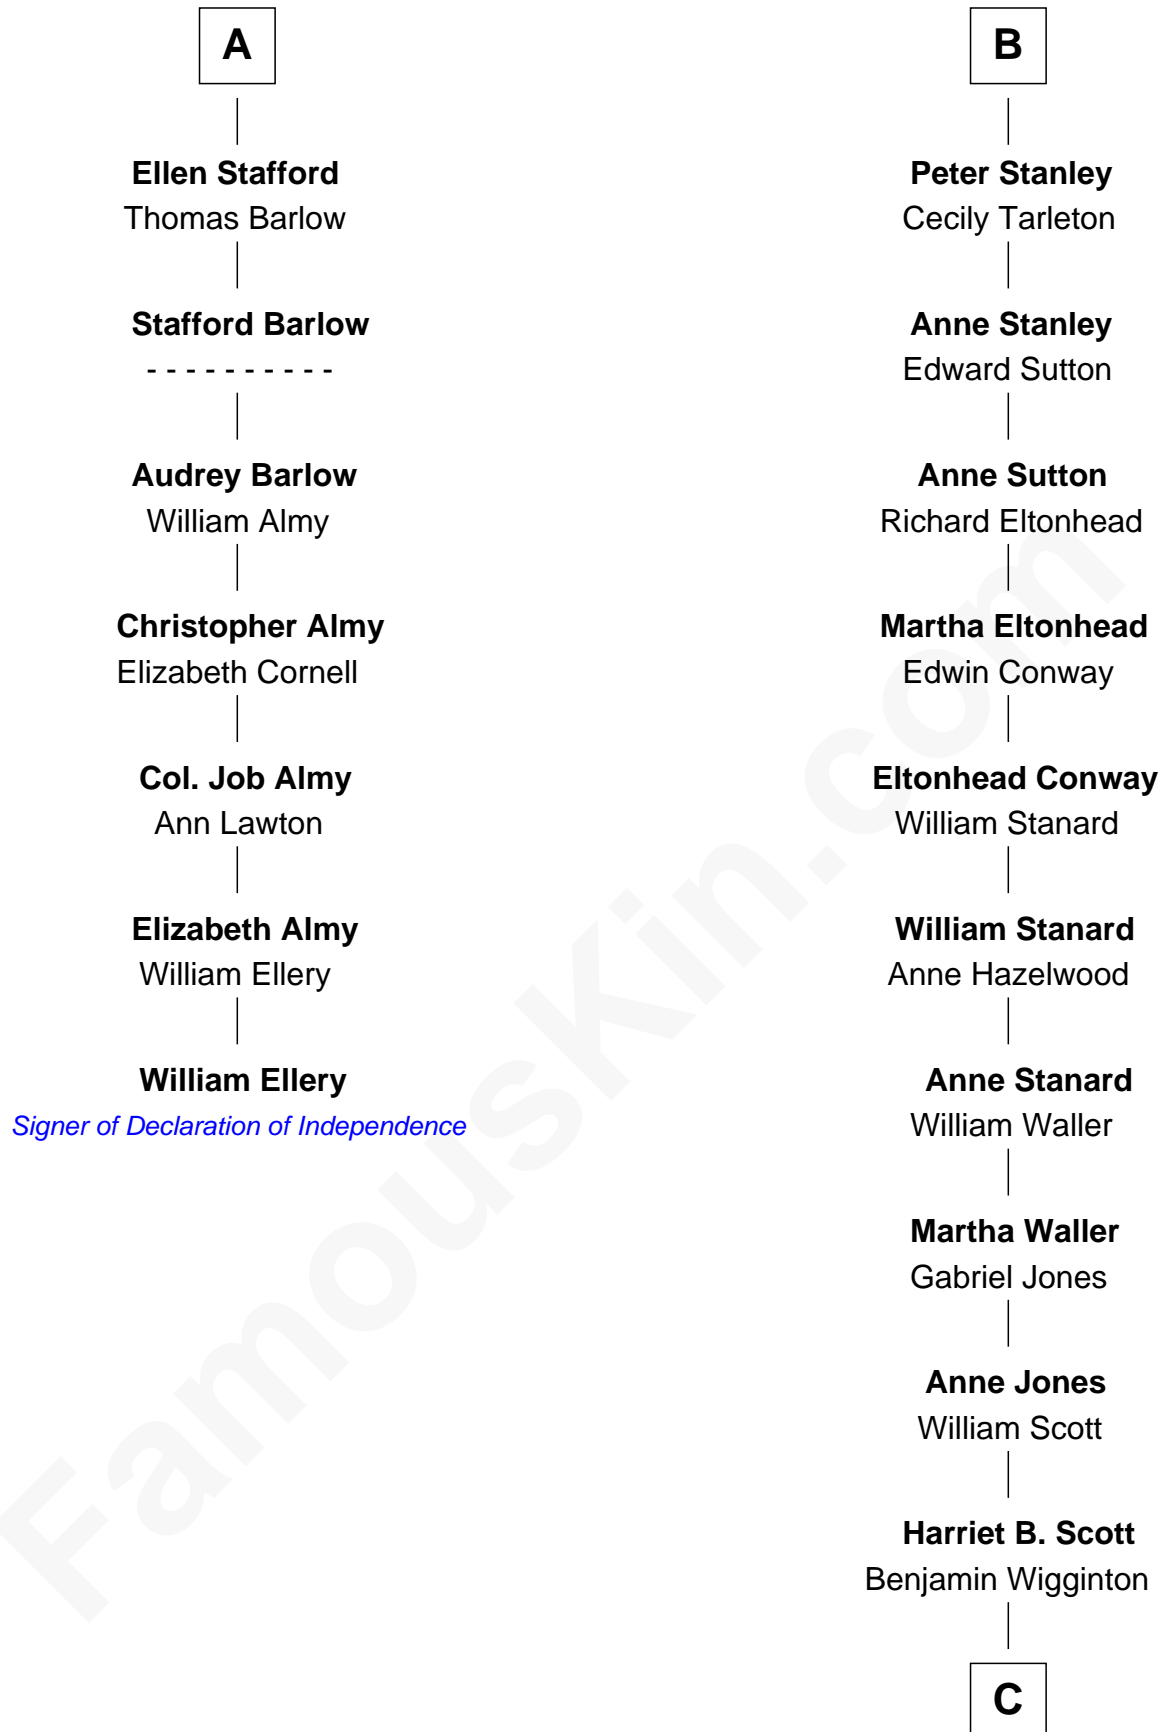 A
Ellen Stafford
Thomas Barlow
Stafford Barlow
- - - - - - - - - -
Audrey Barlow
William Almy
Christopher Almy
Elizabeth Cornell
Col. Job Almy
Ann Lawton
Elizabeth Almy
William Ellery
William Ellery
Signer of Declaration of Independence
B
Peter Stanley
Cecily Tarleton
Anne Stanley
Edward Sutton
Anne Sutton
Richard Eltonhead
Martha Eltonhead
Edwin Conway
Eltonhead Conway
William Stanard
William Stanard
Anne Hazelwood
Anne Stanard
William Waller
Martha Waller
Gabriel Jones
Anne Jones
William Scott
Harriet B. Scott
Benjamin Wigginton
C
FamousKin.com